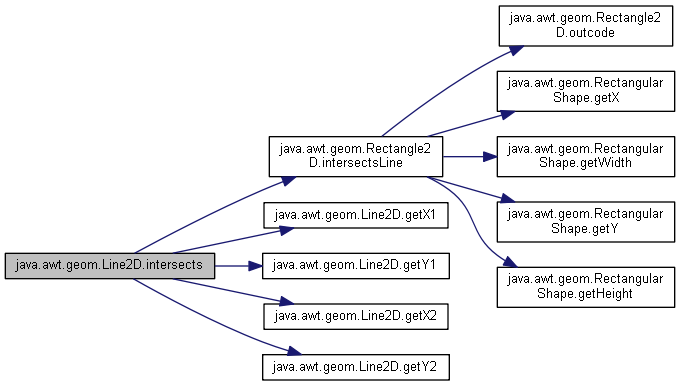 java.awt.geom.Rectangle2
D.outcode
java.awt.geom.Rectangular
Shape.getX
java.awt.geom.Rectangle2
D.intersectsLine
java.awt.geom.Rectangular
Shape.getWidth
java.awt.geom.Line2D.getX1
java.awt.geom.Rectangular
Shape.getY
java.awt.geom.Line2D.intersects
java.awt.geom.Line2D.getY1
java.awt.geom.Rectangular
Shape.getHeight
java.awt.geom.Line2D.getX2
java.awt.geom.Line2D.getY2